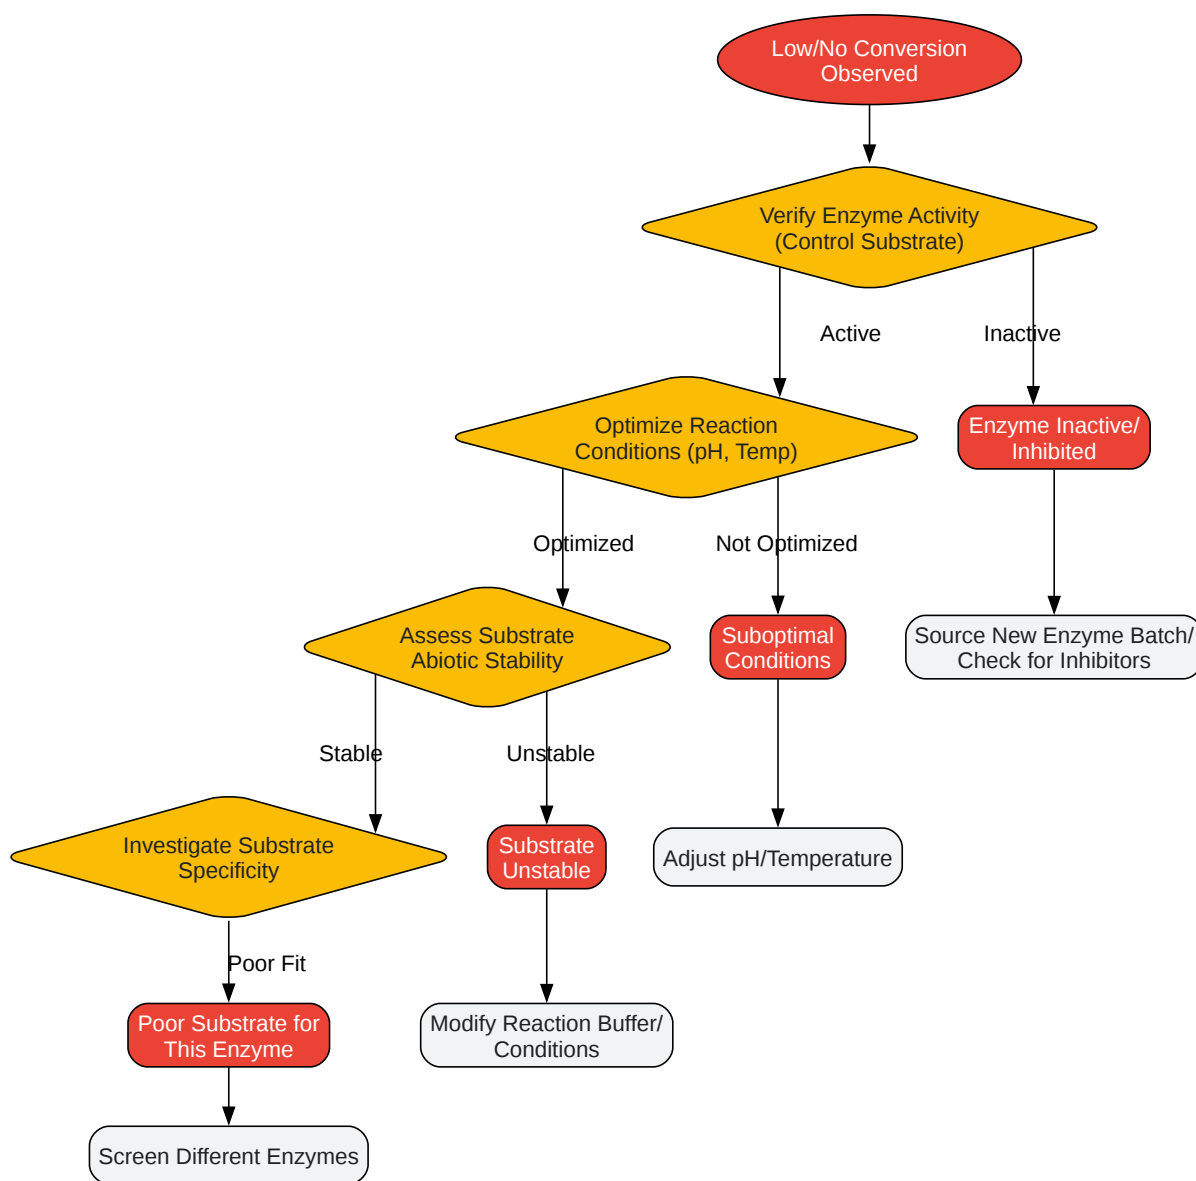 Low/No Conversion
Observed
Verify Enzyme Activity
(Control Substrate)
Active
Inactive
Optimize Reaction
Conditions (pH, Temp)
Enzyme Inactive/
Inhibited
Optimized
Not Optimized
Assess Substrate
Abiotic Stability
Suboptimal
Conditions
Source New Enzyme Batch/
Check for Inhibitors
Stable
Unstable
Investigate Substrate
Specificity
Substrate
Unstable
Adjust pH/Temperature
Poor Fit
Poor Substrate for
This Enzyme
Modify Reaction Buffer/
Conditions
Screen Different Enzymes